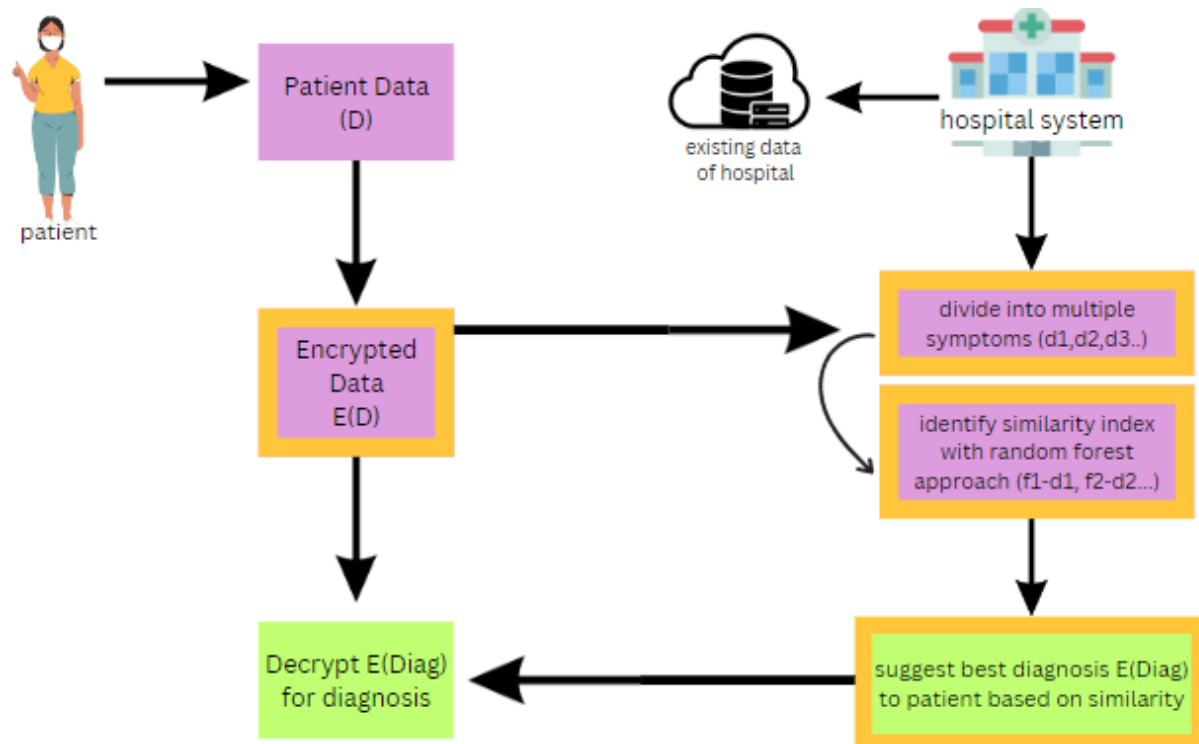 patient
Patient Data
(D)
existing data
of hospital
hospital system
Encrypted
Data
E(D)
divide into multiple
symptoms (d1,d2,d3..)
identify similarity index
with random forest
approach (f1-d1, f2-d2...)
Decrypt E(Diag)
for diagnosis
suggest best diagnosis E(Diag)
to patient based on similarity